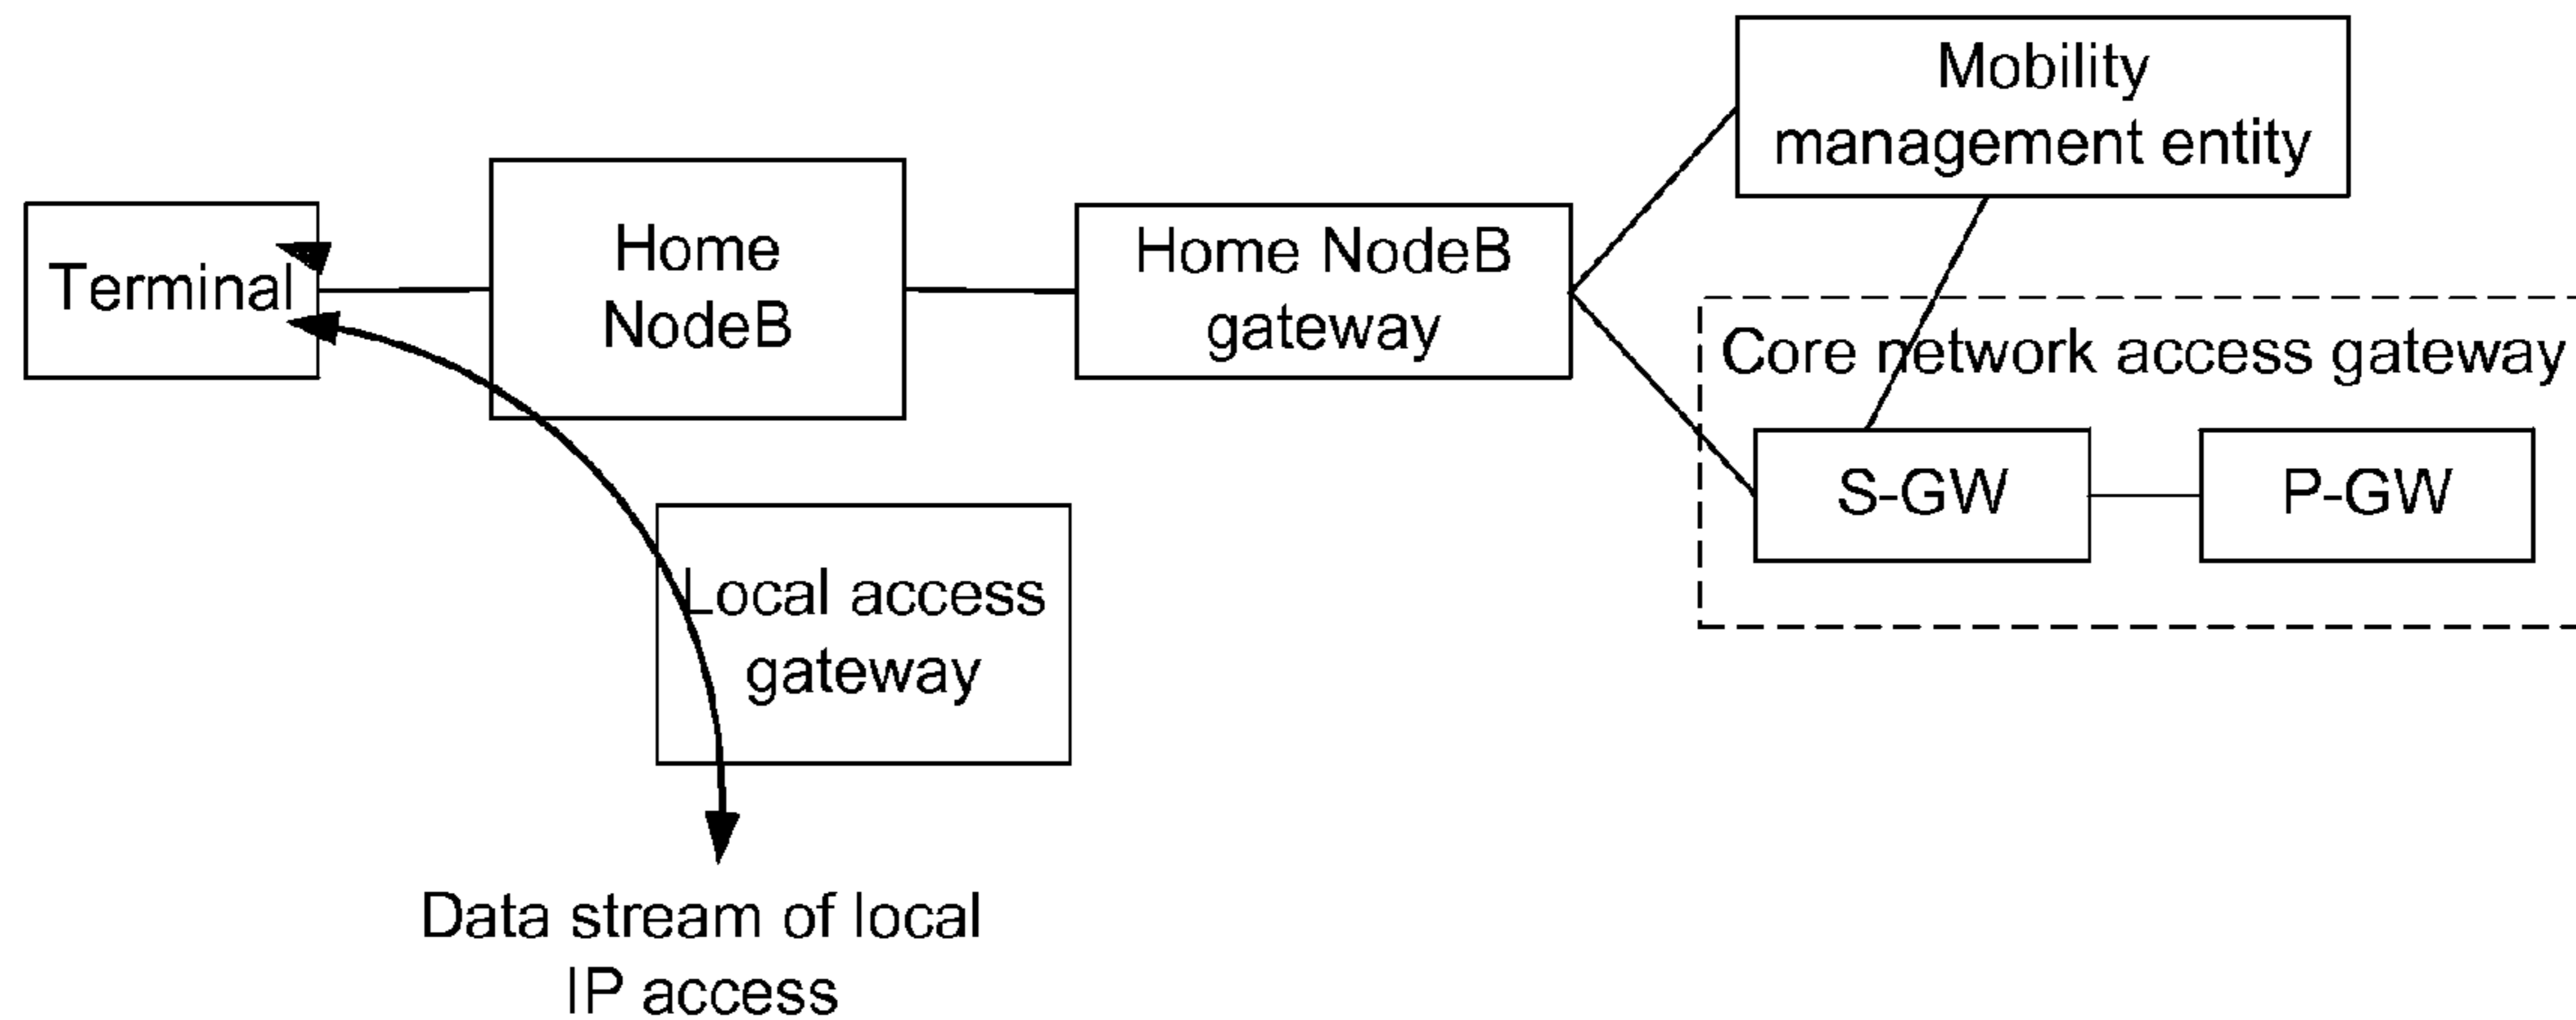 Terminal
Home
NodeB
Home NodeB
gateway
Mobility
management entity
Core network access gateway
S-GW
P-GW
Local access
gateway
Data stream of local
IP access